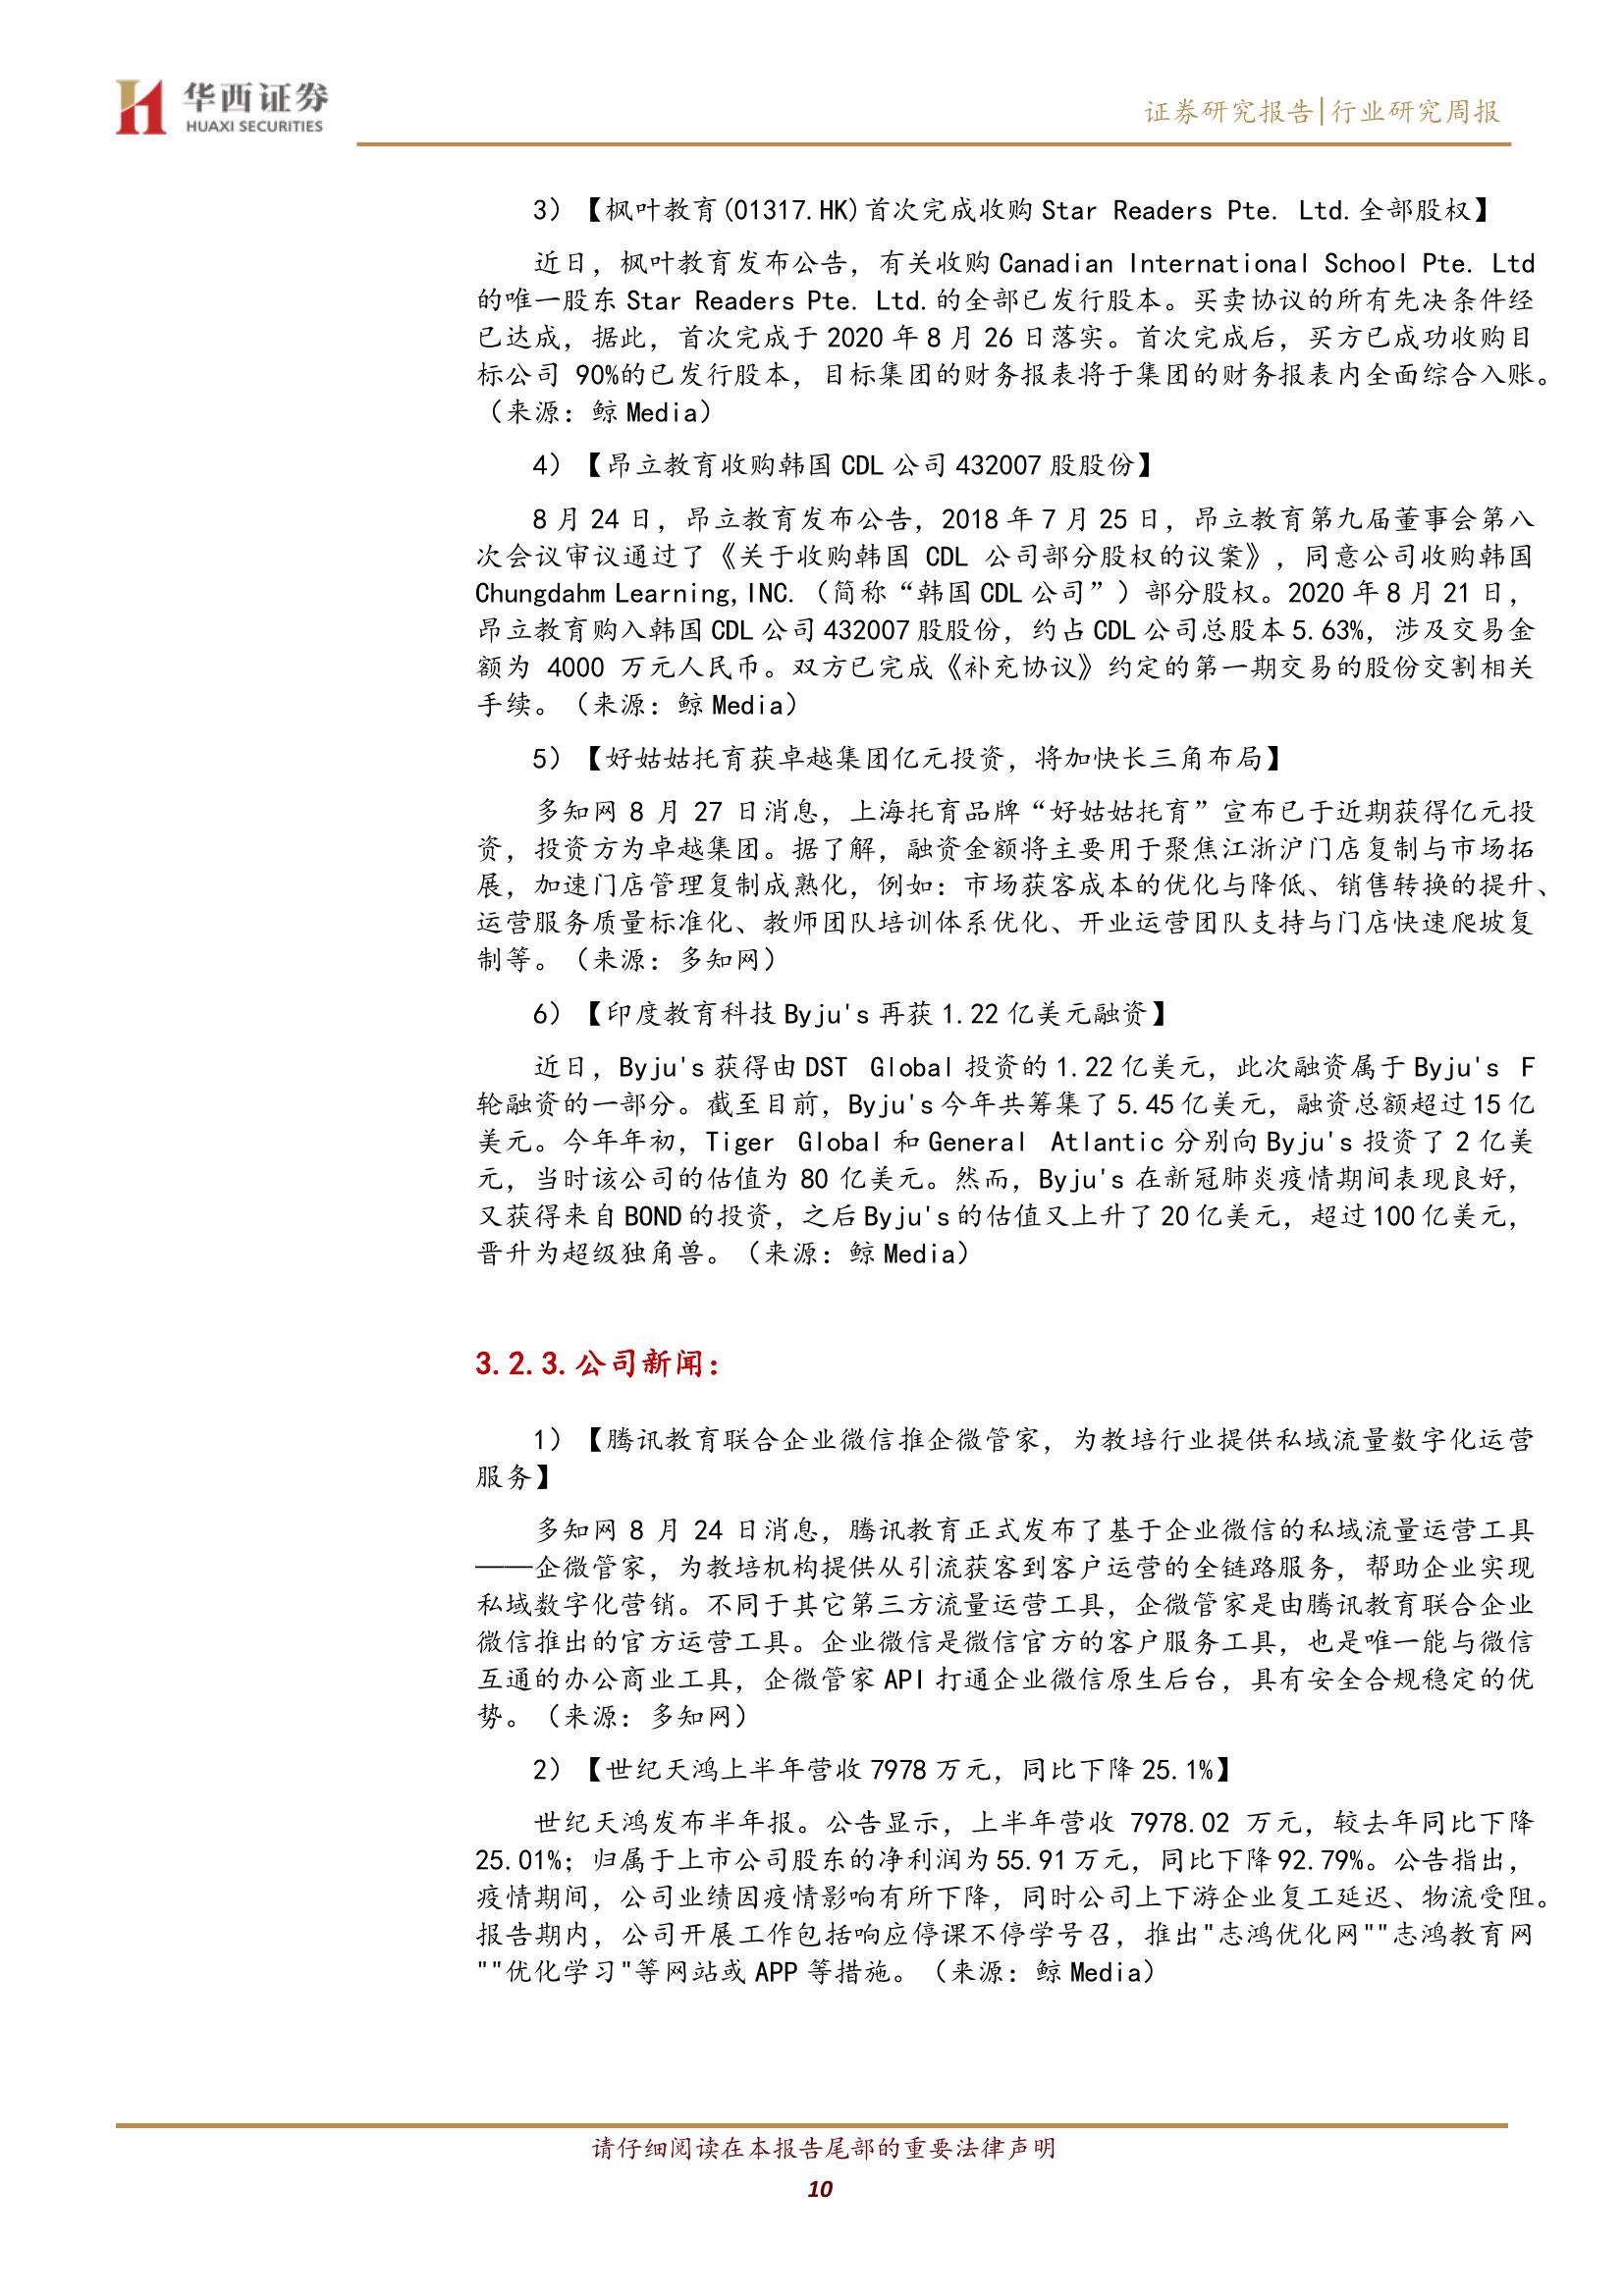 华西证券
HUAXI SECURITIES
证券研究报告|行业研究周报
3）【枫叶教育(01317.HK)首次完成收购 Star Readers Pte. Ltd.全部股权】
近日，枫叶教育发布公告，有关收购 Canadian International School Pte. Ltd
的唯一股东 Star Readers Pte. Ltd.的全部已发行股本。买卖协议的所有先决条件经
已达成，据此，首次完成于 2020 年 8 月 26 日落实。首次完成后，买方已成功收购目
标公司 90%的已发行股本，目标集团的财务报表将于集团的财务报表内全面综合入账。
（来源：鲸 Media）
4）【昂立教育收购韩国 CDL 公司 432007 股股份】
8 月 24 日，昂立教育发布公告，2018 年 7 月 25 日，昂立教育第九届董事会第八
次会议审议通过了《关于收购韩国 CDL 公司部分股权的议案》，同意公司收购韩国
Chungdahm Learning,INC.（简称“韩国 CDL 公司”）部分股权。2020 年 8 月 21 日，
昂立教育购入韩国 CDL 公司 432007 股股份，约占 CDL 公司总股本 5.63%，涉及交易金
额为 4000 万元人民币。双方已完成《补充协议》约定的第一期交易的股份交割相关
手续。（来源：鲸 Media）
5）【好姑姑托育获卓越集团亿元投资，将加快长三角布局】
多知网 8 月 27 日消息，上海托育品牌“好姑姑托育”宣布已于近期获得亿元投
资，投资方为卓越集团。据了解，融资金额将主要用于聚焦江浙沪门店复制与市场拓
展，加速门店管理复制成熟化，例如：市场获客成本的优化与降低、销售转换的提升、
运营服务质量标准化、教师团队培训体系优化、开业运营团队支持与门店快速爬坡复
制等。（来源：多知网）
6）【印度教育科技 Byju's 再获 1.22 亿美元融资】
近日，Byju's 获得由 DST Global 投资的 1.22 亿美元，此次融资属于 Byju's F
轮融资的一部分。截至目前，Byju's 今年共筹集了 5.45 亿美元，融资总额超过 15 亿
美元。今年年初，Tiger Global 和 General Atlantic 分别向 Byju's 投资了 2 亿美
元，当时该公司的估值为 80 亿美元。然而，Byju's 在新冠肺炎疫情期间表现良好，
又获得来自 BOND 的投资，之后 Byju's 的估值又上升了 20 亿美元，超过 100 亿美元，
晋升为超级独角兽。（来源：鲸 Media）
3.2.3.公司新闻：
1）【腾讯教育联合企业微信推企微管家，为教培行业提供私域流量数字化运营
服务】
多知网 8 月 24 日消息，腾讯教育正式发布了基于企业微信的私域流量运营工具
——企微管家，为教培机构提供从引流获客到客户运营的全链路服务，帮助企业实现
私域数字化营销。不同于其它第三方流量运营工具，企微管家是由腾讯教育联合企业
微信推出的官方运营工具。企业微信是微信官方的客户服务工具，也是唯一能与微信
互通的办公商业工具，企微管家 API 打通企业微信原生后台，具有安全合规稳定的优
势。（来源：多知网）
2）【世纪天鸿上半年营收 7978 万元，同比下降 25.1%】
世纪天鸿发布半年报。公告显示，上半年营收 7978.02 万元，较去年同比下降
25.01%；归属于上市公司股东的净利润为 55.91 万元，同比下降 92.79%。公告指出，
疫情期间，公司业绩因疫情影响有所下降，同时公司上下游企业复工延迟、物流受阻。
报告期内，公司开展工作包括响应停课不停学号召，推出"志鸿优化网""志鸿教育网
""优化学习"等网站或 APP 等措施。（来源：鲸 Media）
请仔细阅读在本报告尾部的重要法律声明
10